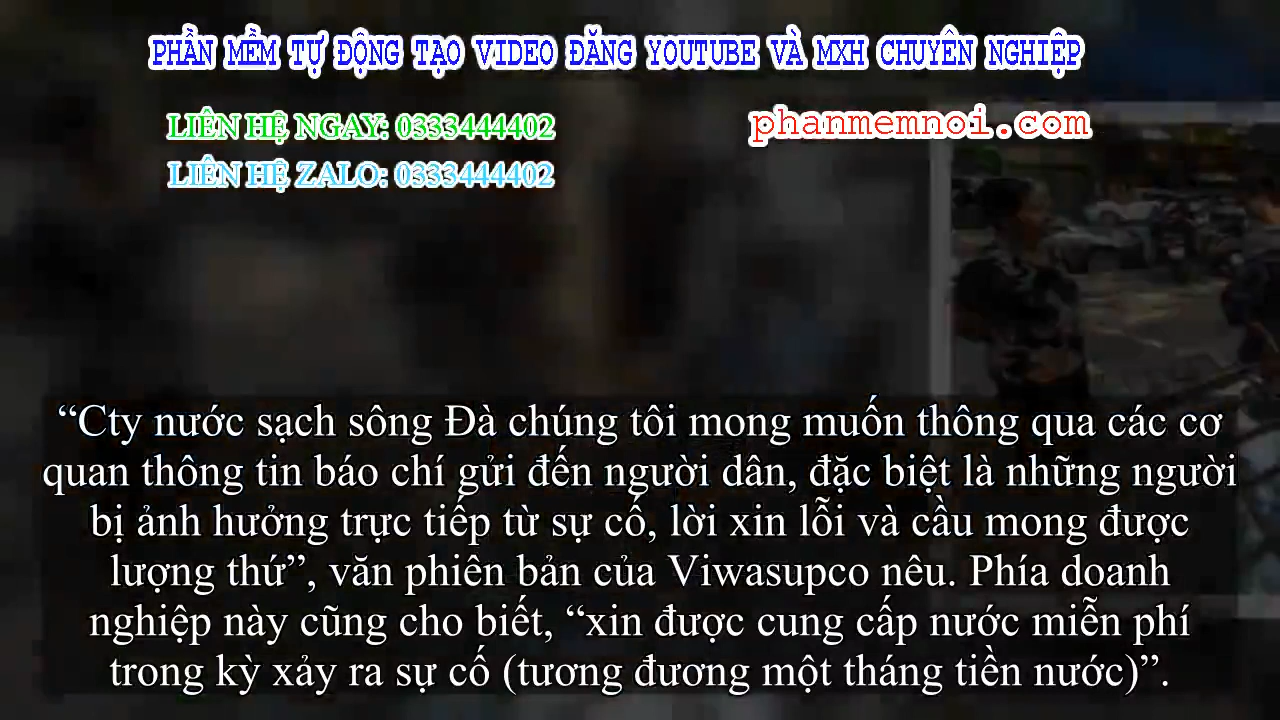 PHẦN MỀM TỰ ĐỘNG TẠO VIDEO ĐĂNG YOUTUBE VÀ MXH CHUYÊN NGHIỆP
LIÊN HỆ NGAY: 0333444402
phanmemnoi.com
LIÊN HỆ ZALO: 0333444402
“Cty nước sạch sông Đà chúng tôi mong muốn thông qua các cơ
quan thông tin báo chí gửi đến người dân, đặc biệt là những người
bị ảnh hưởng trực tiếp từ sự cố, lời xin lỗi và cầu mong được
lượng thứ”, văn phiên bản của Viwasupco nêu. Phía doanh
nghiệp này cũng cho biết, “xin được cung cấp nước miễn phí
trong kỳ xảy ra sự cố (tương đương một tháng tiền nước)”.